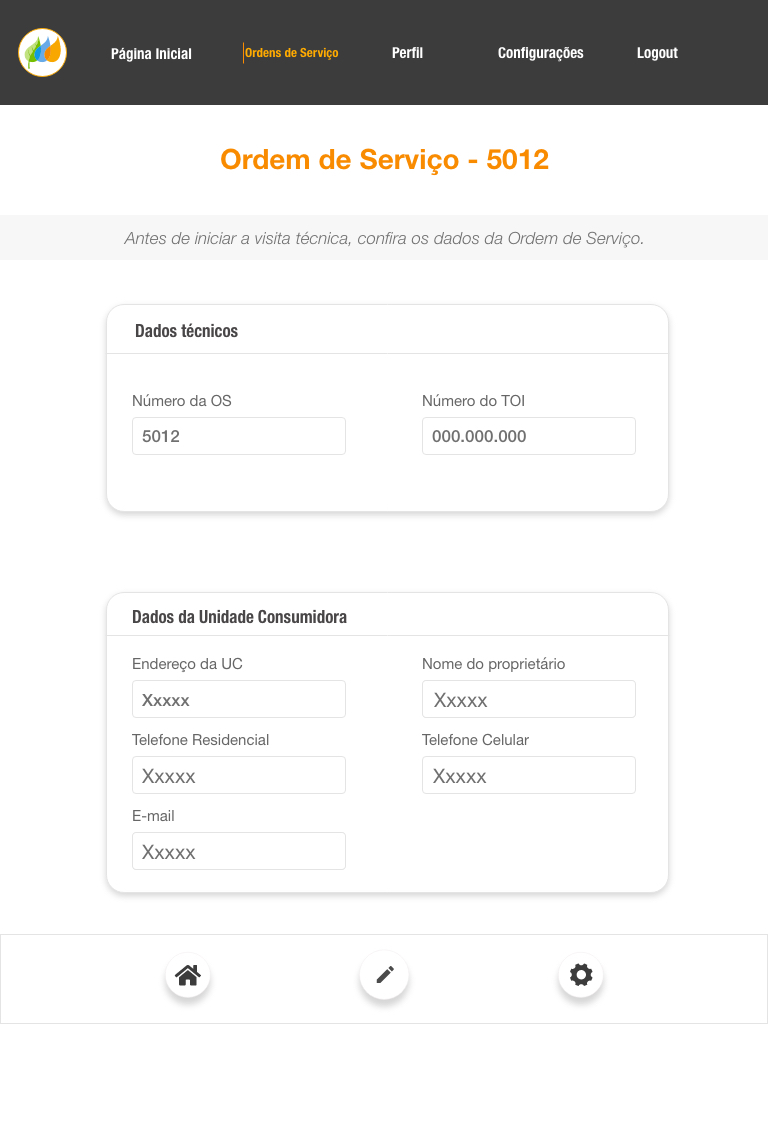 Página Inicial
Ordens de Serviço
Perfil
Configurações
Logout
Ordem de Serviço - 5012
Antes de iniciar a visita técnica, confira os dados da Ordem de Serviço.
Dados técnicos
Número da OS
Número do TOI
5012
000.000.000
Dados da Unidade Consumidora
Endereço da UC
Nome do proprietário
Xxxxx
Xxxxx
Telefone Residencial
Telefone Celular
Xxxxx
Xxxxx
E-mail
Xxxxx